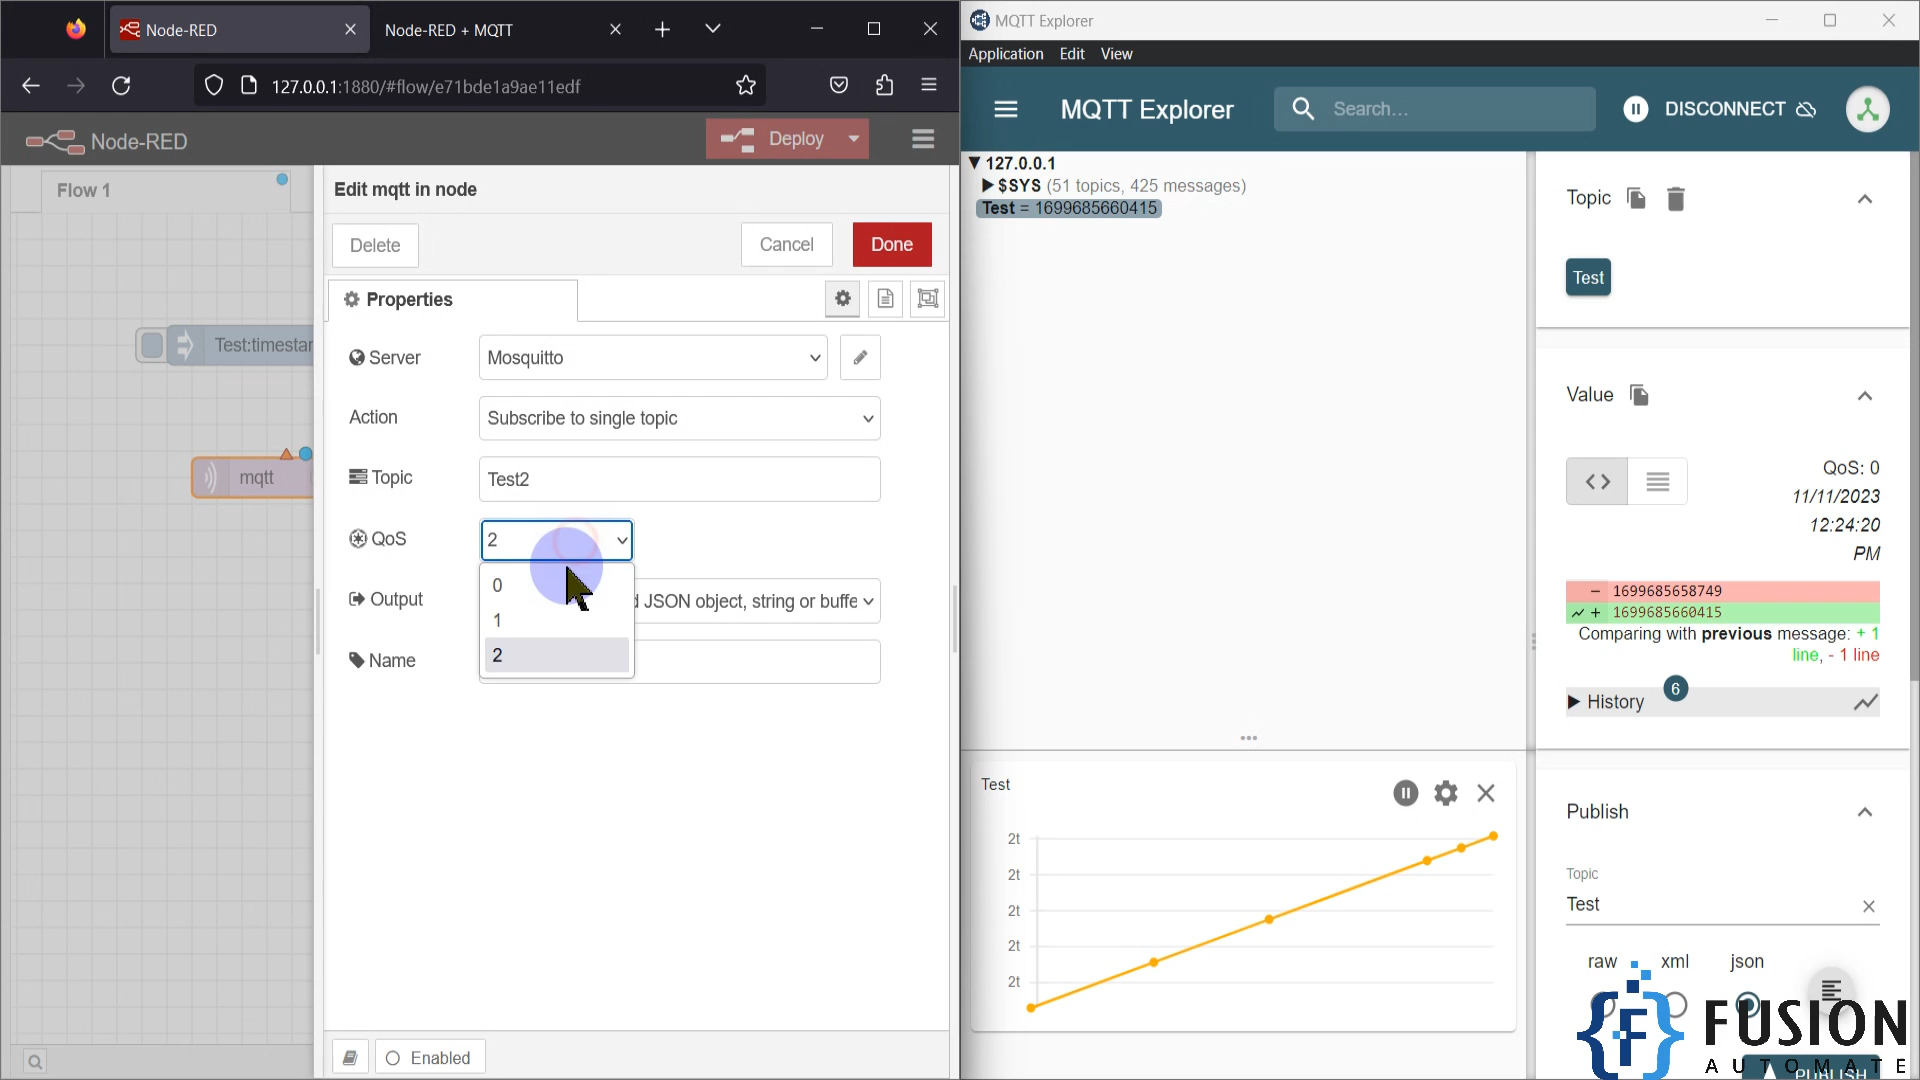 Node-RED
Node-RED + MQTT
127.0.0.1:1880/#flow/e71bde1a9ae11edf
Node-RED
Deploy
Flow 1
Edit mqtt in node
Delete
Cancel
Done
Properties
Test:timestar
mqtt
Server
Mosquitto
Action
Subscribe to single topic
Topic
Test2
QoS
2
0
1
2
Output
JSON object, string or buffe
Name
Enabled
MQTT Explorer
Application Edit View
MQTT Explorer
Search...
DISCONNECT
▼ 127.0.0.1
▶ $SYS (51 topics, 425 messages)
Test = 1699685660415
Topic
Test
Value
QoS: 0
11/11/2023
12:24:20
PM
- 1699685658749
+ 1699685660415
Comparing with previous message: + 1
line, - 1 line
▶ History
6
Test
2t
2t
2t
2t
2t
Publish
Topic
Test
raw
xml
json
PUBLISH
FUSION
AUTOMATE